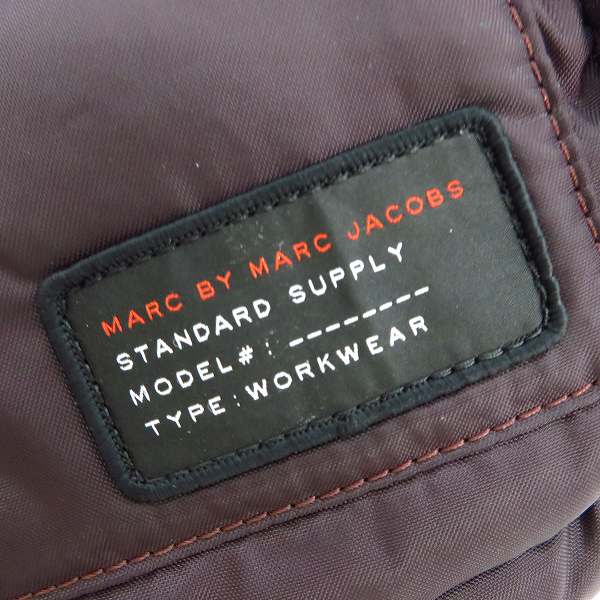 MARC BY MARC JACOBS
STANDARD SUPPLY
MODEL#: ---------
TYPE: WORKWEAR